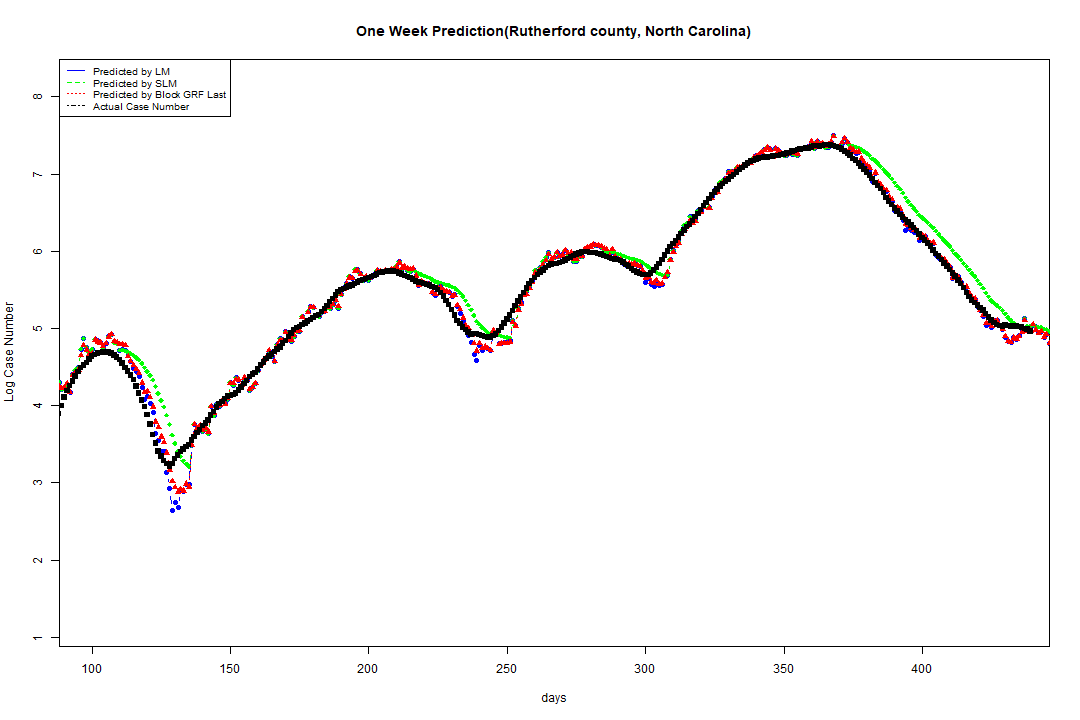 One Week Prediction(Rutherford county, North Carolina)
Predicted by LM
Predicted by SLM
Predicted by Block GRF Last
Actual Case Number
8
7
6
5
4
3
2
1
Log Case Number
100 150 200 250 300 350 400
days